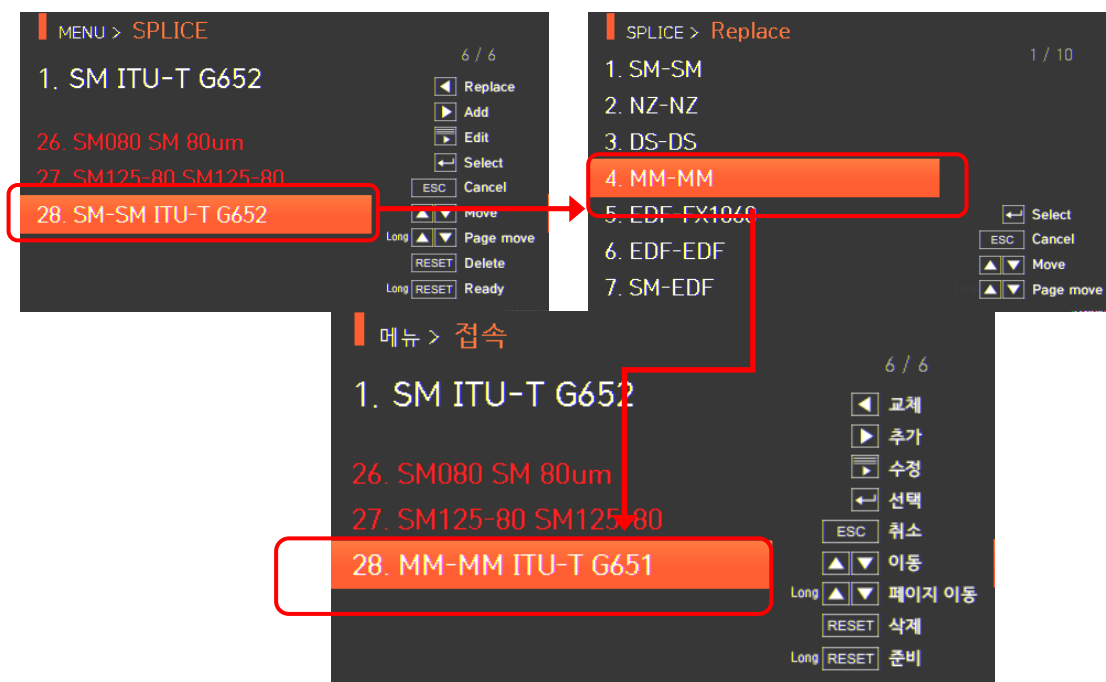 MENU > SPLICE
6 / 6
1. SM ITU-T G652
Replace
Add
26. SM080 SM 80um
Edit
27. SM125-80 SM125-80
Select
ESC Cancel
28. SM-SM ITU-T G652
Move
Long Page move
RESET Delete
Long RESET Ready
SPLICE > Replace
1 / 10
1. SM-SM
2. NZ-NZ
3. DS-DS
4. MM-MM
5. EDF-FX1060
6. EDF-EDF
7. SM-EDF
Select
ESC Cancel
Move
Page move
메뉴 > 접속
6 / 6
1. SM ITU-T G652
교체
추가
26. SM080 SM 80um
수정
선택
27. SM125-80 SM125-80
ESC 취소
28. MM-MM ITU-T G651
이동
Long 페이지 이동
RESET 삭제
Long RESET 준비